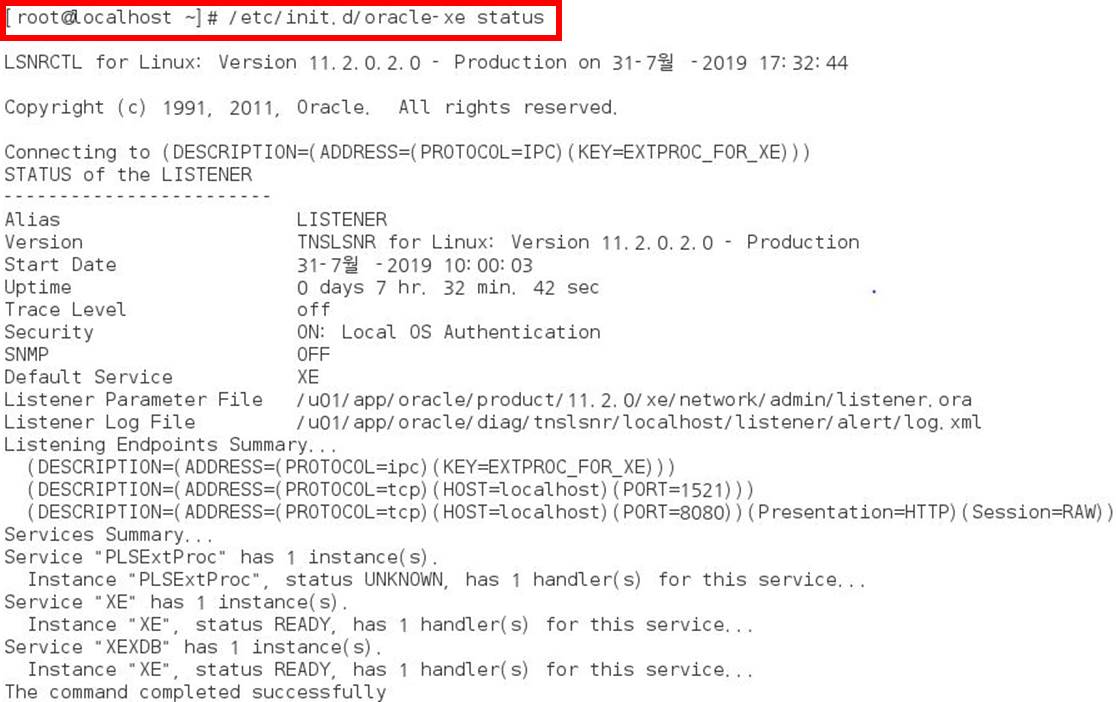 [root@localhost ~]# /etc/init.d/oracle-xe status
LSNRCTL for Linux: Version 11.2.0.2.0 - Production on 31-7월 -2019 17:32:44
Copyright (c) 1991, 2011, Oracle. All rights reserved.
Connecting to (DESCRIPTION=(ADDRESS=(PROTOCOL=IPC)(KEY=EXTPROC_FOR_XE)))
STATUS of the LISTENER
------------------------
Alias LISTENER
Version TNSLSNR for Linux: Version 11.2.0.2.0 - Production
Start Date 31-7월 -2019 10:00:03
Uptime 0 days 7 hr. 32 min. 42 sec
Trace Level off
Security ON: Local OS Authentication
SNMP OFF
Default Service XE
Listener Parameter File /u01/app/oracle/product/11.2.0/xe/network/admin/listener.ora
Listener Log File /u01/app/oracle/diag/tnslsnr/localhost/listener/alert/log.xml
Listening Endpoints Summary...
(DESCRIPTION=(ADDRESS=(PROTOCOL=ipc)(KEY=EXTPROC_FOR_XE)))
(DESCRIPTION=(ADDRESS=(PROTOCOL=tcp)(HOST=localhost)(PORT=1521)))
(DESCRIPTION=(ADDRESS=(PROTOCOL=tcp)(HOST=localhost)(PORT=8080))(Presentation=HTTP)(Session=RAW))
Services Summary...
Service "PLSExtProc" has 1 instance(s).
Instance "PLSExtProc", status UNKNOWN, has 1 handler(s) for this service...
Service "XE" has 1 instance(s).
Instance "XE", status READY, has 1 handler(s) for this service...
Service "XEXDB" has 1 instance(s).
Instance "XE", status READY, has 1 handler(s) for this service...
The command completed successfully